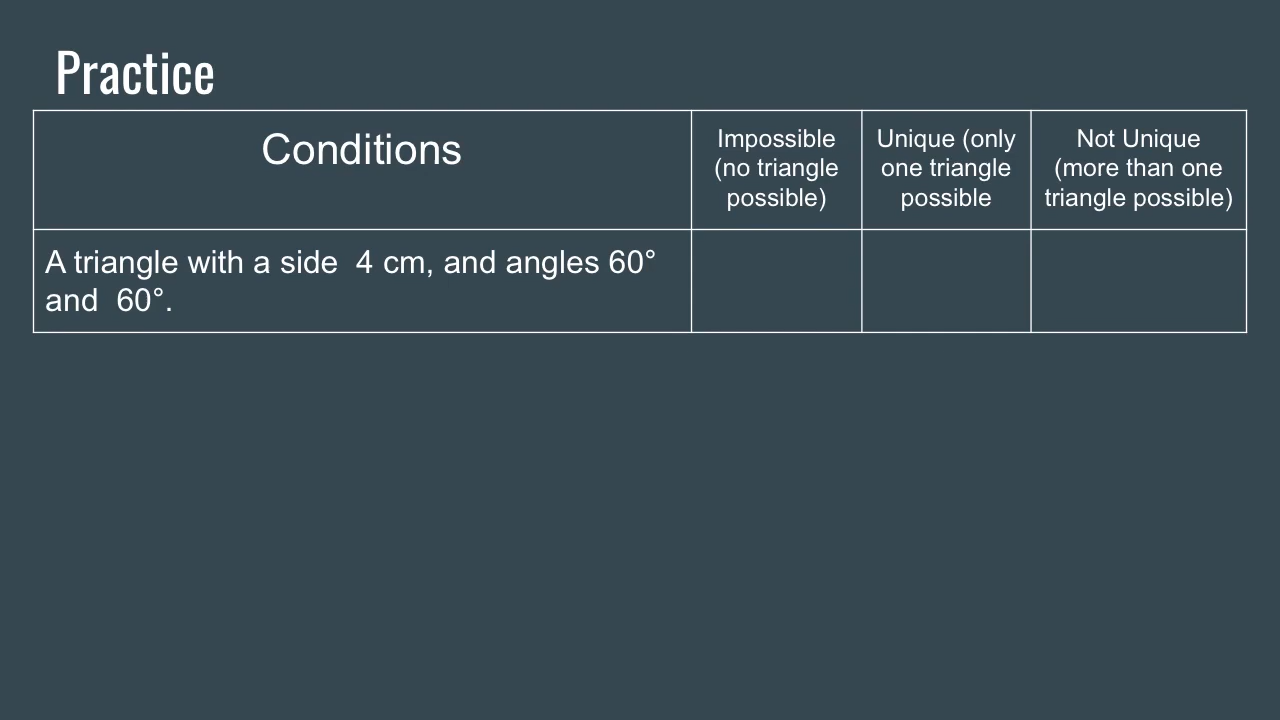 Practice
Conditions
Impossible
(no triangle
possible)
Unique (only
one triangle
possible
Not Unique
(more than one
triangle possible)
A triangle with a side  4 cm, and angles 60°
and  60°.